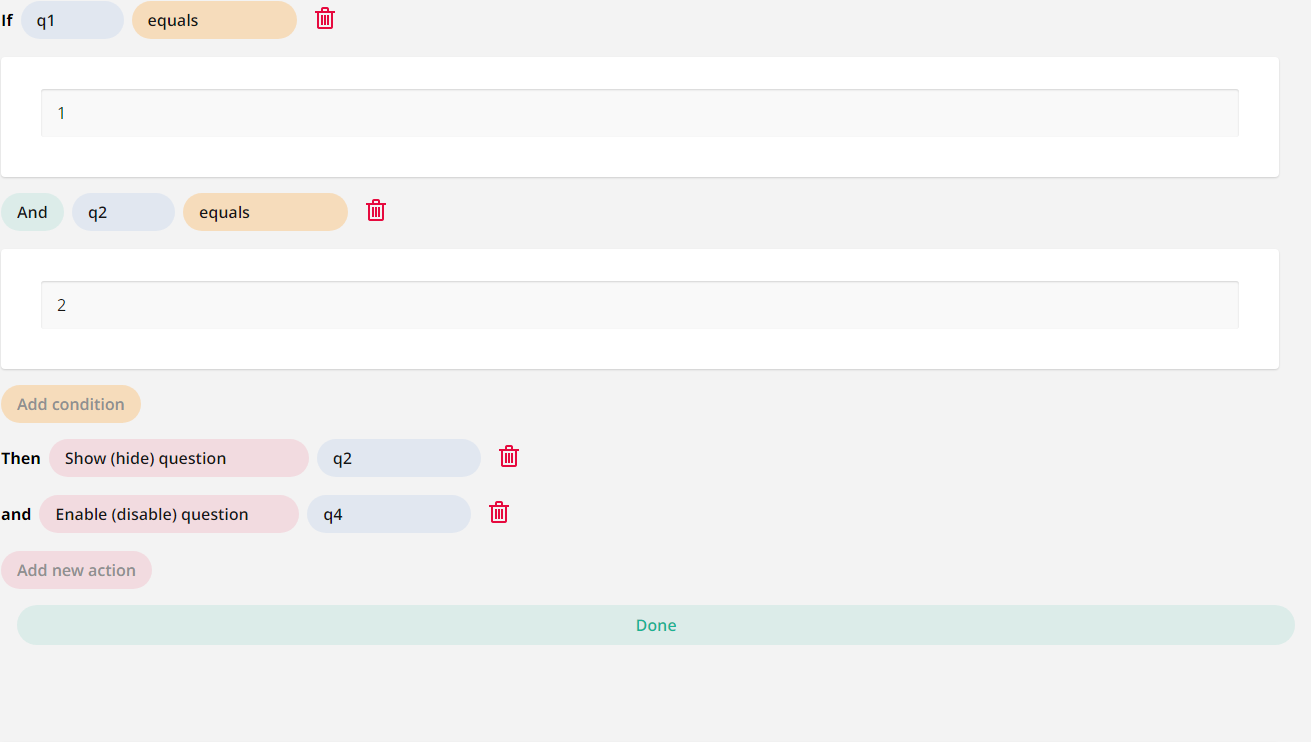 If q1 equals
1
And q2 equals
2
Add condition
Then Show (hide) question q2
and Enable (disable) question q4
Add new action
Done